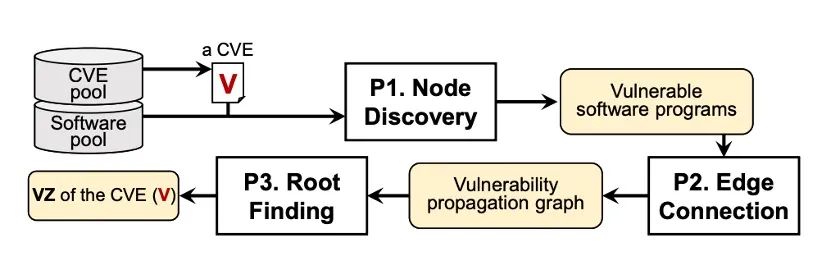 CVE
pool
Software
pool
a CVE
V
P1. Node
Discovery
Vulnerable
software programs
P2. Edge
Connection
Vulnerability
propagation graph
P3. Root
Finding
VZ of the CVE (V)